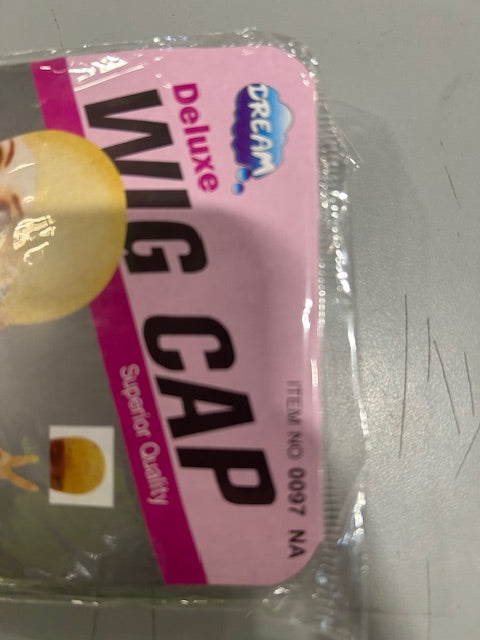 DREAM
Deluxe
WIG CAP
Superior Quality
ITEM NO 0097 NA